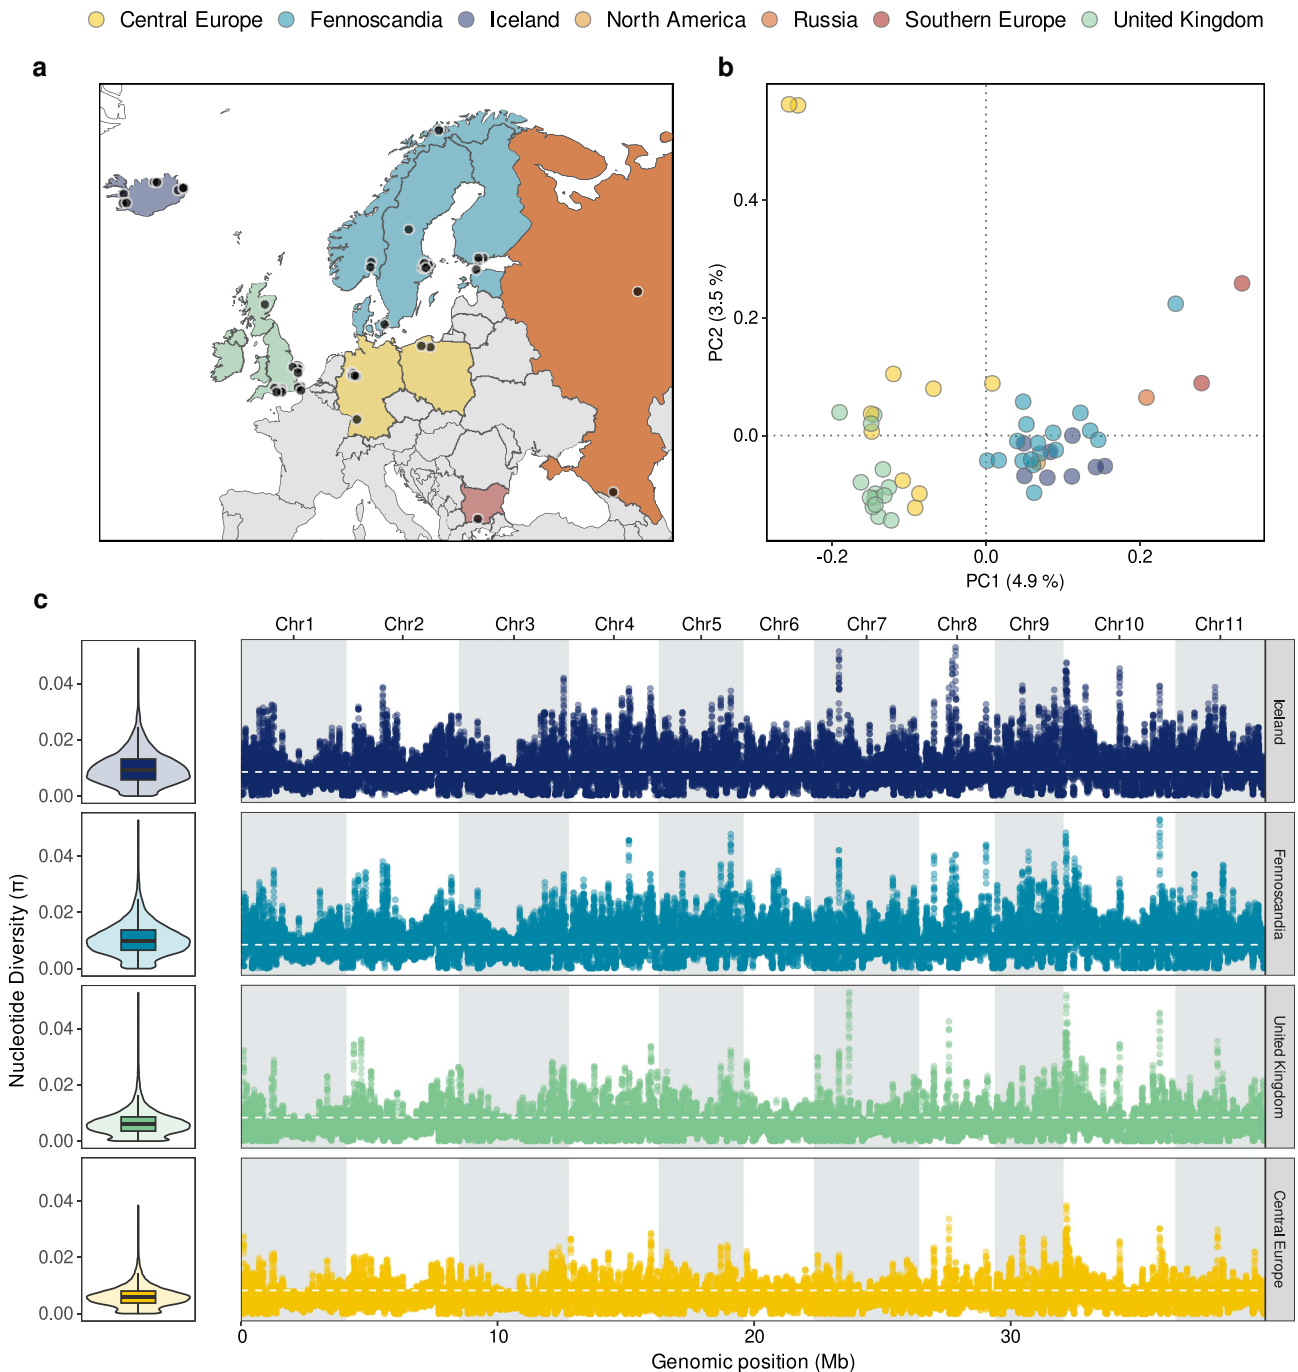 Central Europe Fennoscandia Iceland North America Russia Southern Europe United Kingdom
a
b
0.4
0.2
0.0
PC2 (3.5 %)
-0.2 0.0 0.2
PC1 (4.9 %)
c
Chr1 Chr2 Chr3 Chr4 Chr5 Chr6 Chr7 Chr8 Chr9 Chr10 Chr11
Nucleotide Diversity (π)
0.04
0.02
0.00
Iceland
0.04
0.02
0.00
Fennoscandia
0.04
0.02
0.00
United Kingdom
0.04
0.02
0.00
Central Europe
0 10 20 30
Genomic position (Mb)